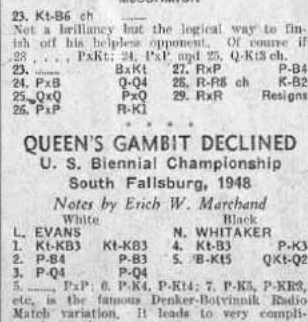 23. Kt-B6 ch ........
Not a brilliancy but the logical way to fin-
ish off his helpless opponent. Of course if
23 ...., PxKt; 24. PxP and 25. Q-Kt3 ch.
23. ........ BxKt 27. RxP P-B4
24. PxB Q-Q4 28. R-R8 ch K-B2
25. QxQ PxQ 29. RxR Resigns
26. PxP R-K1
* * * *
QUEEN'S GAMBIT DECLINED
U. S. Biennial Championship
South Fallsburg, 1948
Notes by Erich W. Marchand
White Black
L. EVANS N. WHITAKER
1. Kt-KB3 Kt-KB3 4. Kt-B3 P-K3
2. P-B4 P-B3 5. B-Kt5 QKt-Q2
3. P-Q4 P-Q4
5. ......, PxP; 6. P-K4, P-Kt4; 7. P-K5, P-KR3,
etc. is the famous Denker-Botvinnik Radio
Match variation. It leads to very compli-